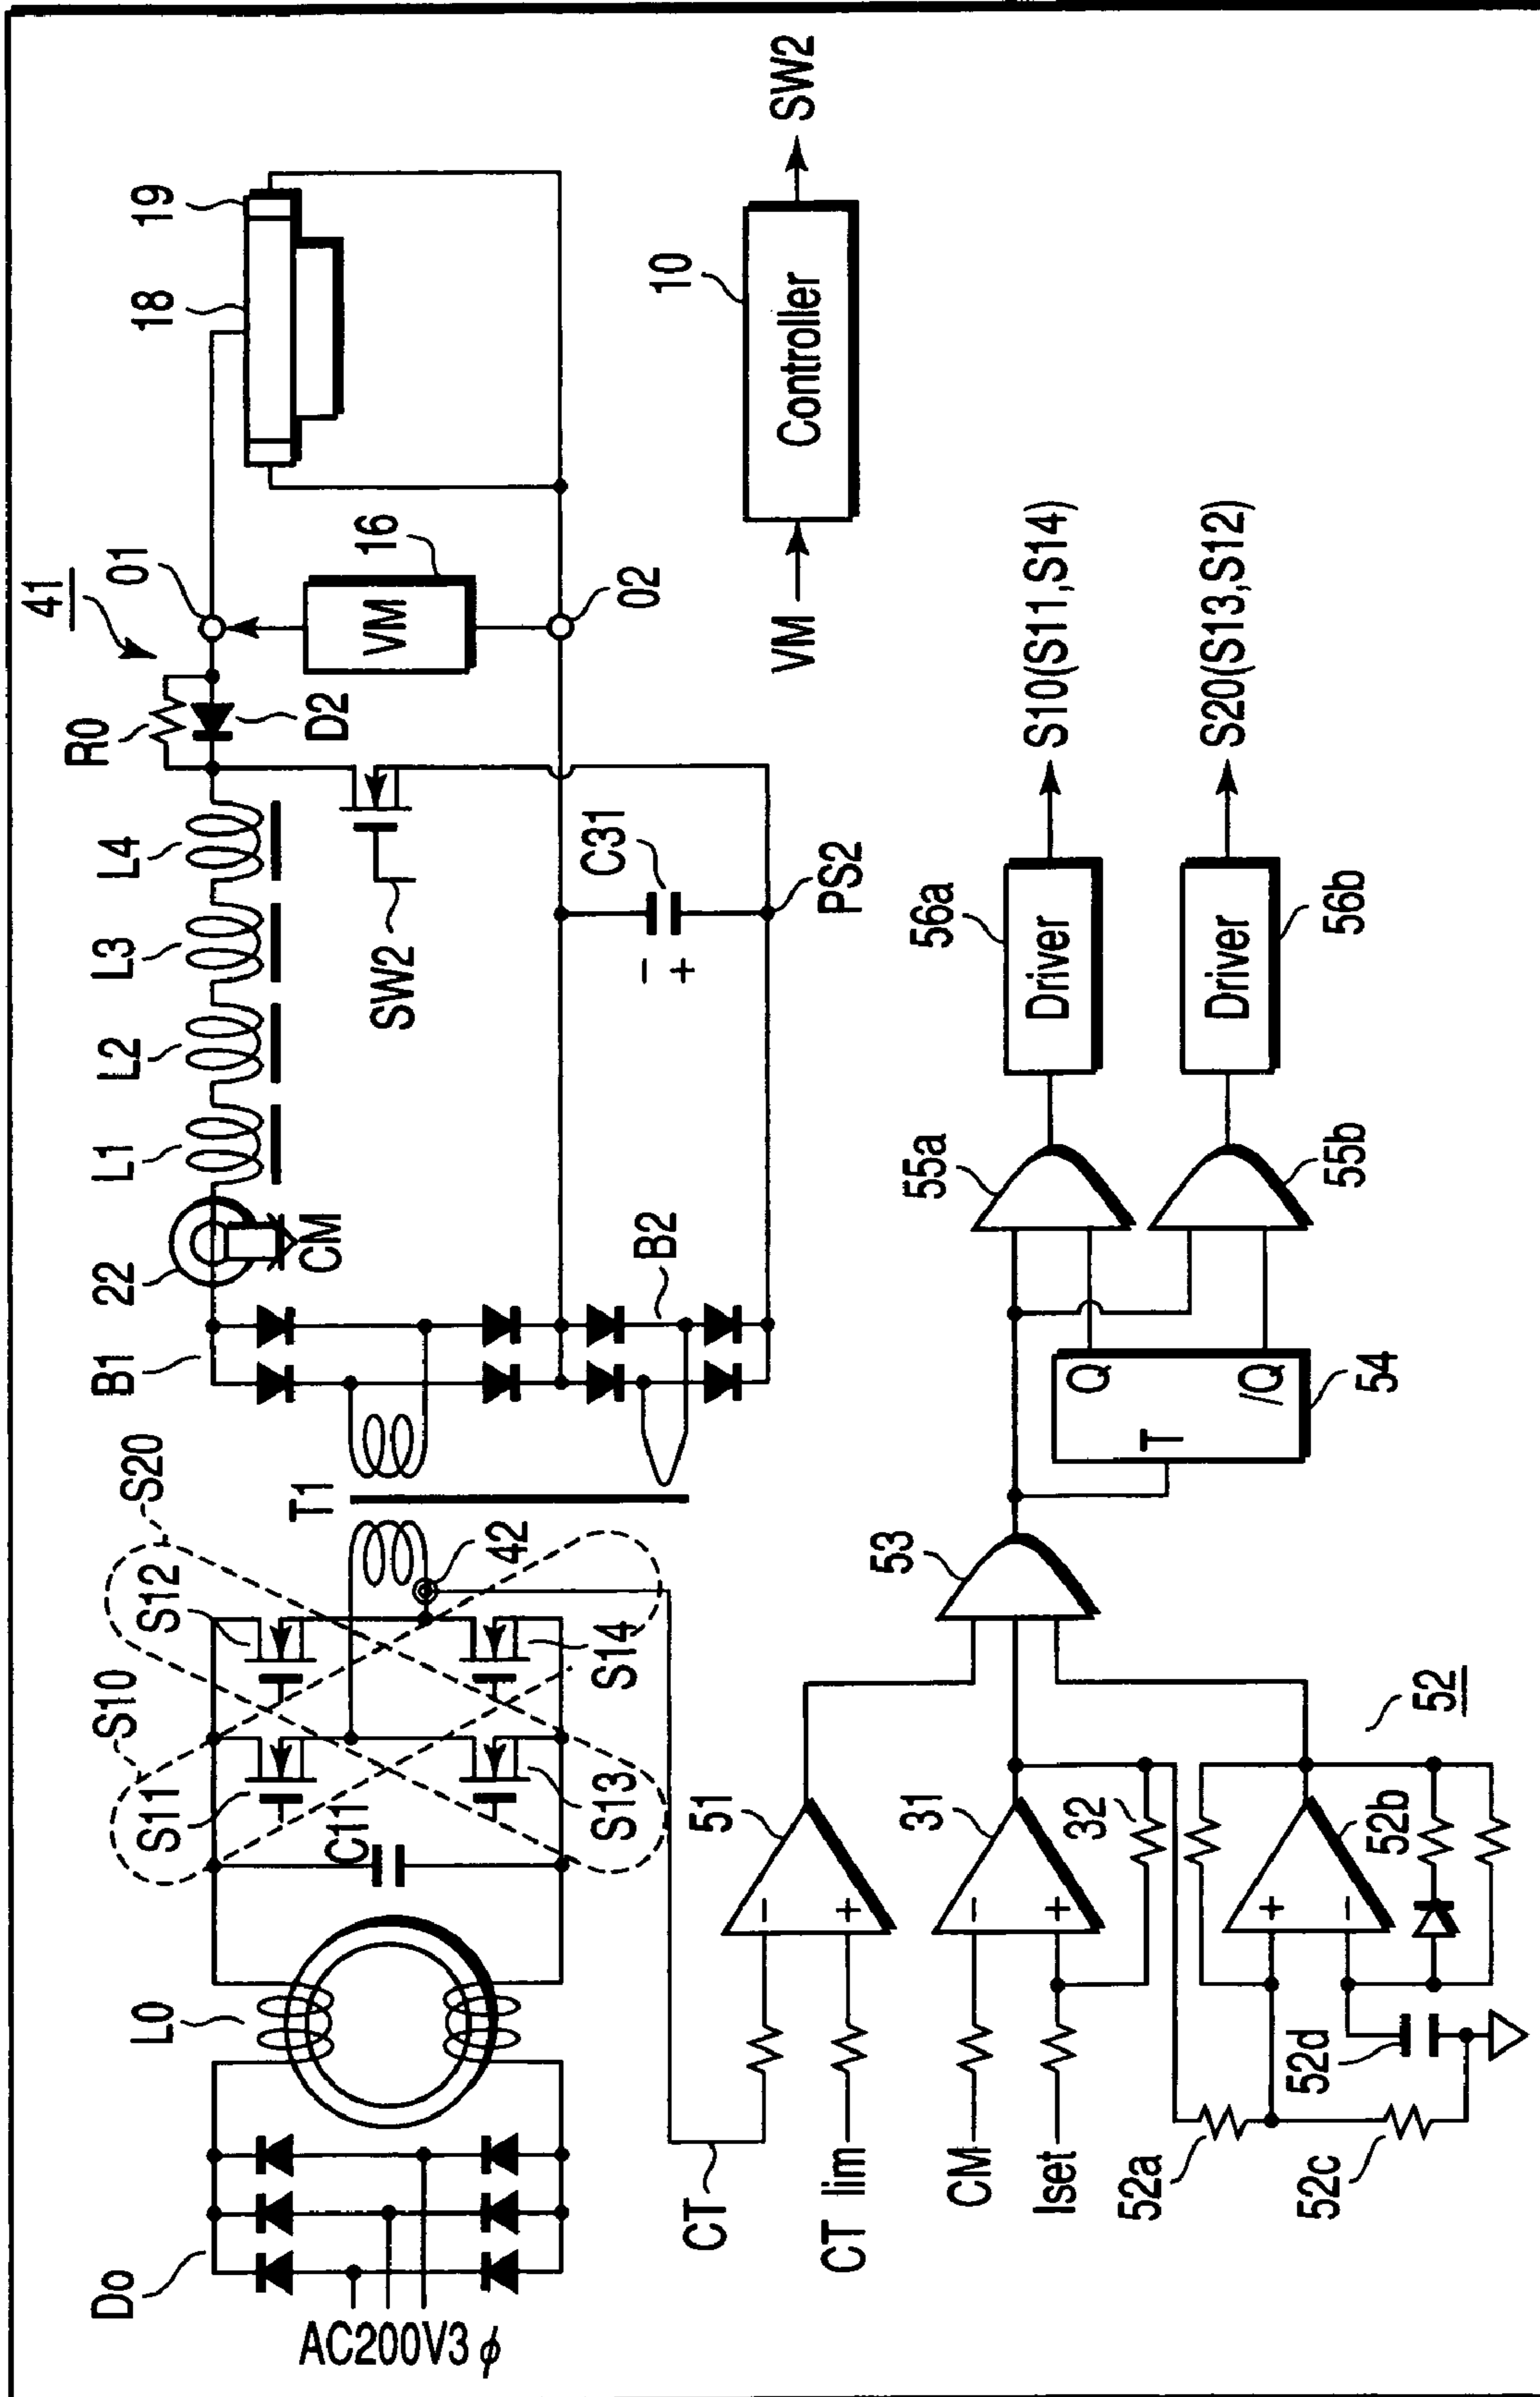 41
R0
D2
01
VM
16
02
18
19
B1
22
CM
L1
L2
L3
L4
SW2
C31
- +
PS2
B2
T1
S10
S20
S11
S12
S13
S14
C11
42
L0
Do
AC200V3φ
VM
Controller
10
SW2
CT
CT lim
- +
51
CM
Iset
- +
31
32
52
52a
52b
52c
52d
+ -
53
T
Q
/Q
54
55a
55b
Driver
56a
Driver
56b
S10(S11,S14)
S20(S13,S12)